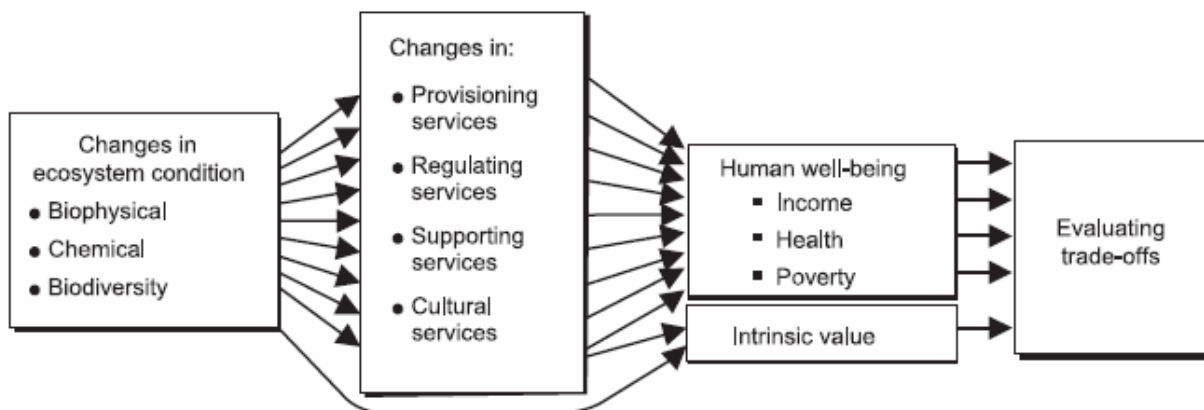 Changes in
ecosystem condition
● Biophysical
● Chemical
● Biodiversity
Changes in:
● Provisioning
services
● Regulating
services
● Supporting
services
● Cultural
services
Human well-being
▪ Income
▪ Health
▪ Poverty
Intrinsic value
Evaluating
trade-offs